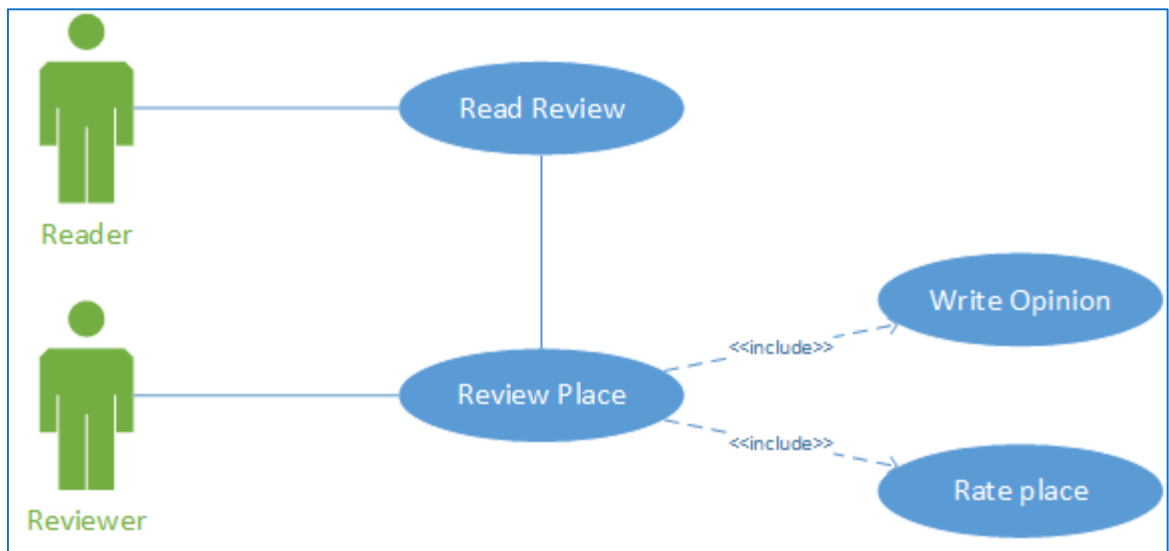 Read Review
Reader
Write Opinion
<<include>>
Review Place
<<include>>
Rate place
Reviewer